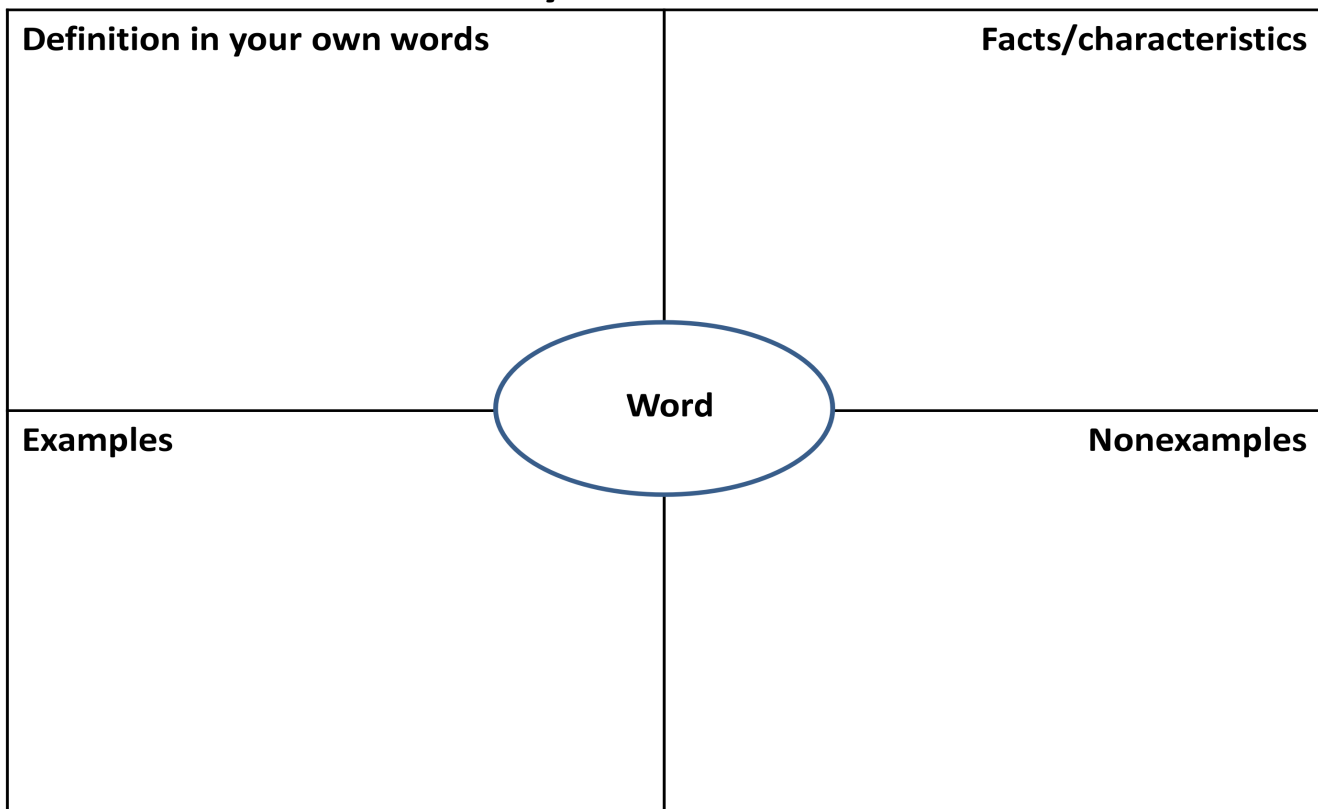 Definition in your own words
Facts/characteristics
Word
Examples
Nonexamples